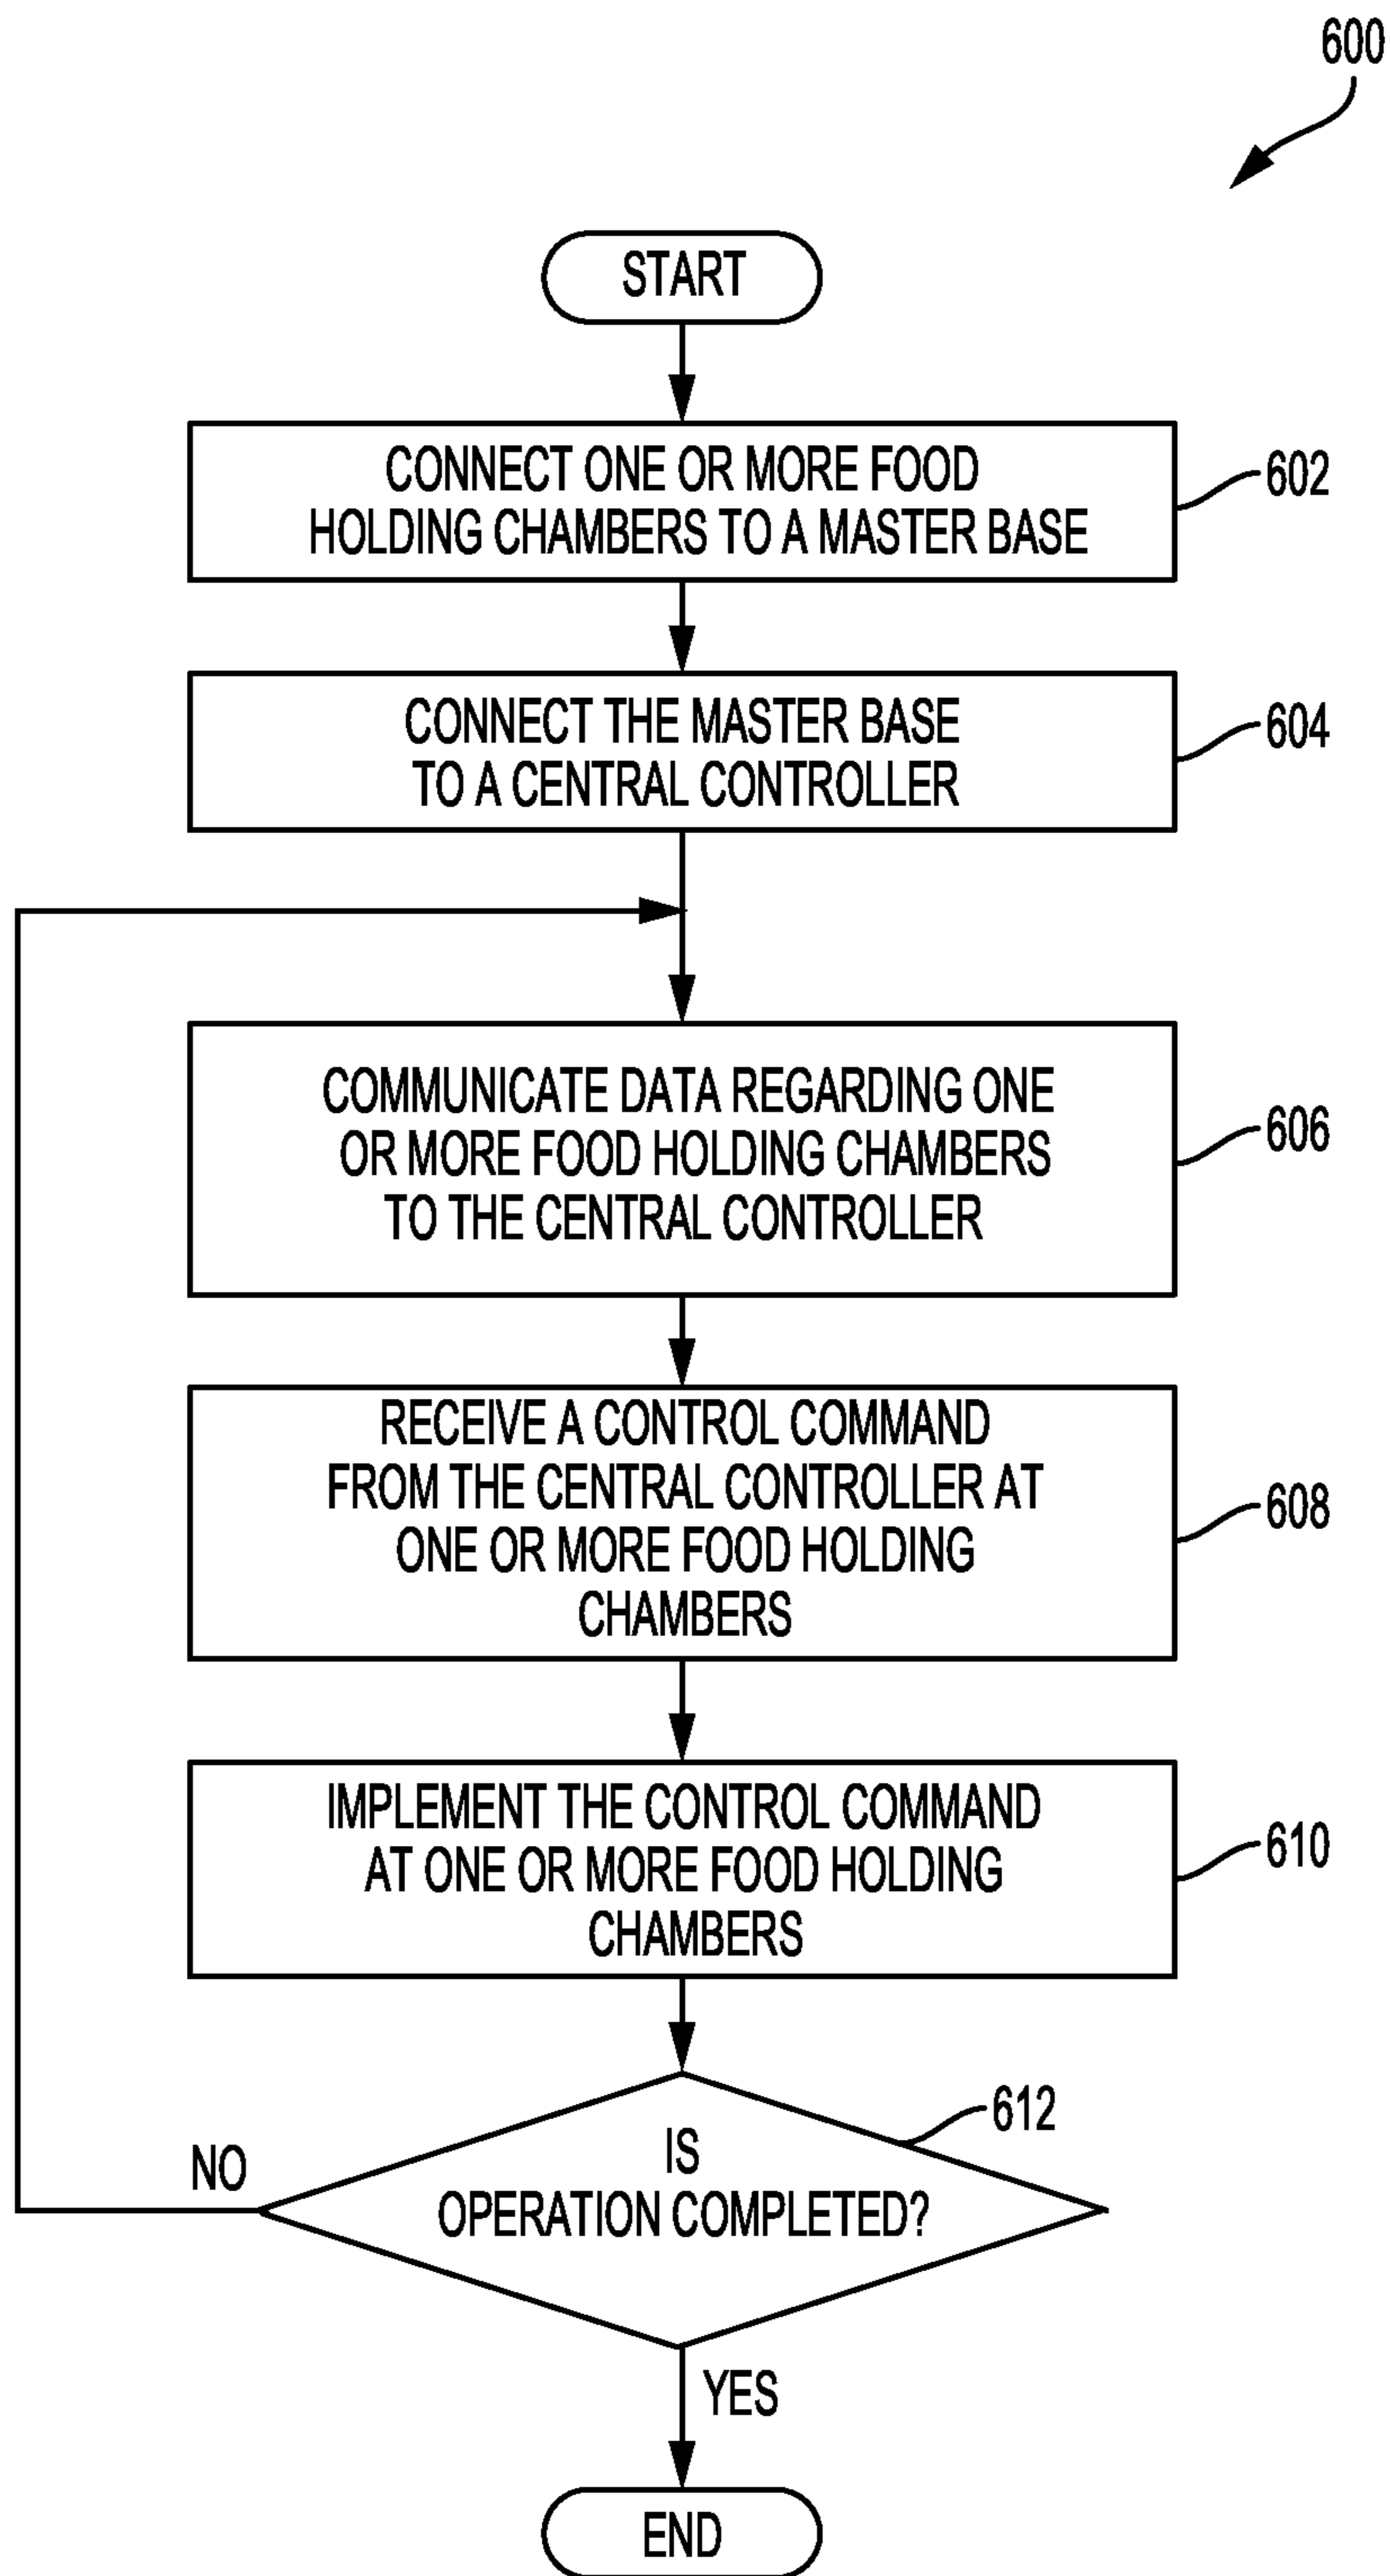 600
START
CONNECT ONE OR MORE FOOD
HOLDING CHAMBERS TO A MASTER BASE
602
CONNECT THE MASTER BASE
TO A CENTRAL CONTROLLER
604
COMMUNICATE DATA REGARDING ONE
OR MORE FOOD HOLDING CHAMBERS
TO THE CENTRAL CONTROLLER
606
RECEIVE A CONTROL COMMAND
FROM THE CENTRAL CONTROLLER AT
ONE OR MORE FOOD HOLDING
CHAMBERS
608
IMPLEMENT THE CONTROL COMMAND
AT ONE OR MORE FOOD HOLDING
CHAMBERS
610
612
IS
OPERATION COMPLETED?
NO
YES
END